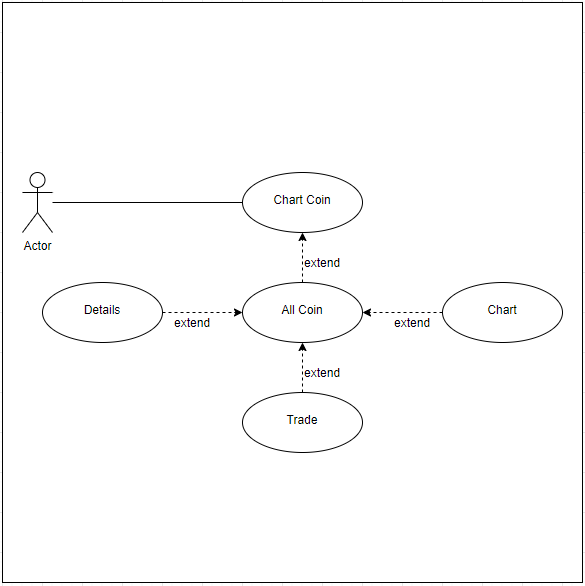 Chart Coin
Actor
extend
Details
All Coin
Chart
extend
extend
extend
Trade